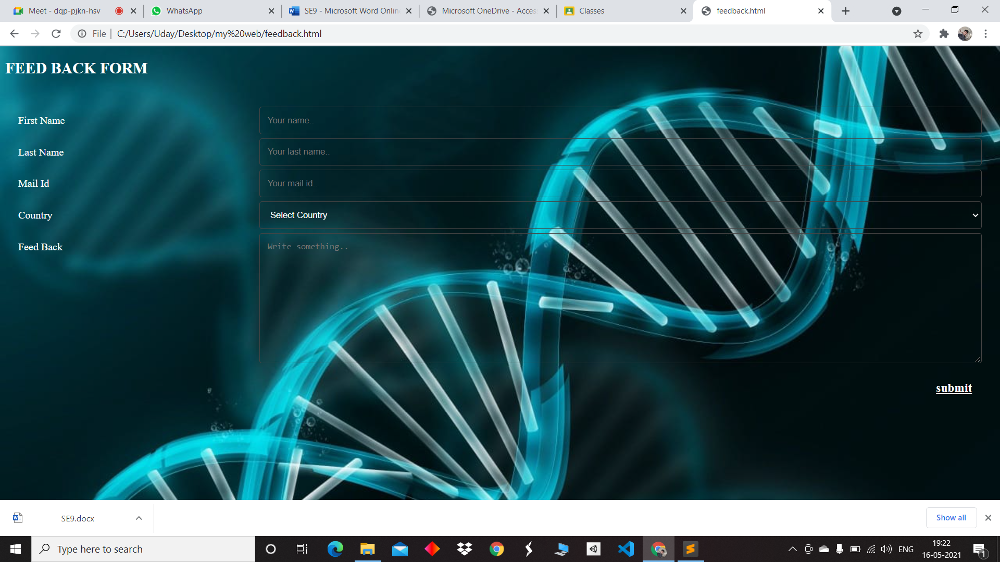 Meet - dqp-pjkn-hsv
WhatsApp
SE9 - Microsoft Word Onlin
Microsoft OneDrive - Acces
Classes
feedback.html
File
C:/Users/Uday/Desktop/my%20web/feedback.html
FEED BACK FORM
First Name
Your name..
Last Name
Your last name..
Mail Id
Your mail id..
Country
Select Country
Feed Back
Write something..
submit
SE9.docx
Show all
Type here to search
ENG
19:22
16-05-2021
1